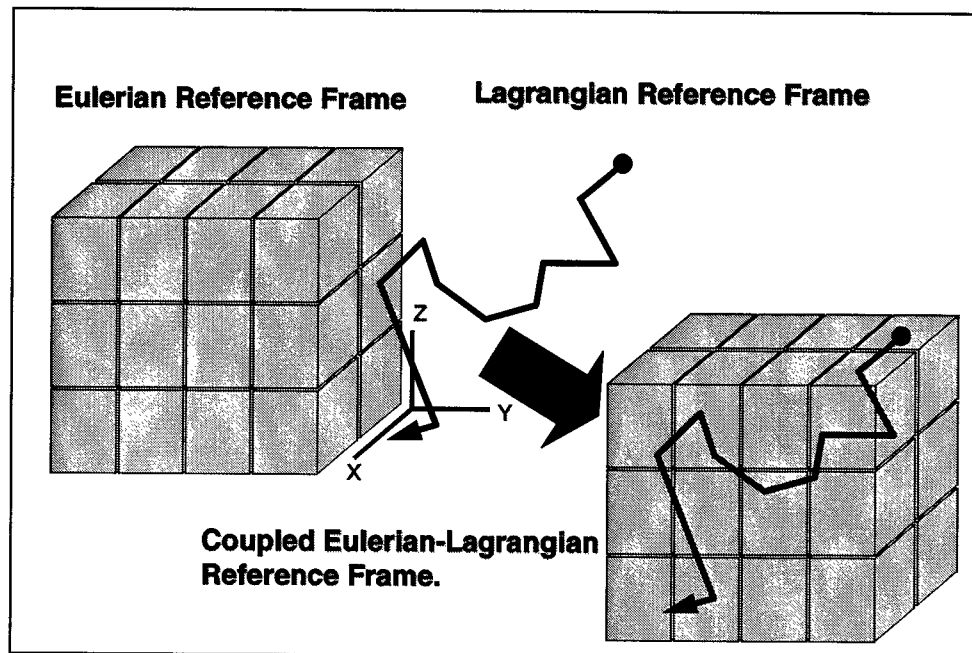 Eulerian Reference Frame
Lagrangian Reference Frame
Z
Y
X
Coupled Eulerian-Lagrangian
Reference Frame.